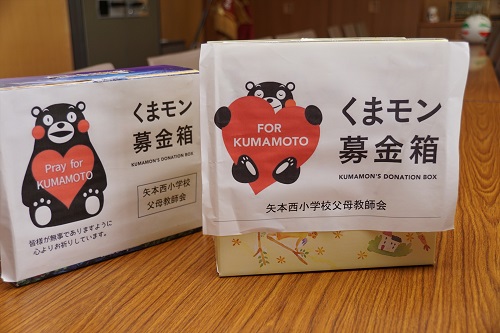 くまモン
募金箱
KUMAMON'S DONATION BOX
Pray for
KUMAMOTO
矢本西小学校
父母教師会
皆様が無事でありますように
心よりお祈りしています。
くまモン
募金箱
KUMAMON'S DONATION BOX
FOR
KUMAMOTO
矢本西小学校父母教師会